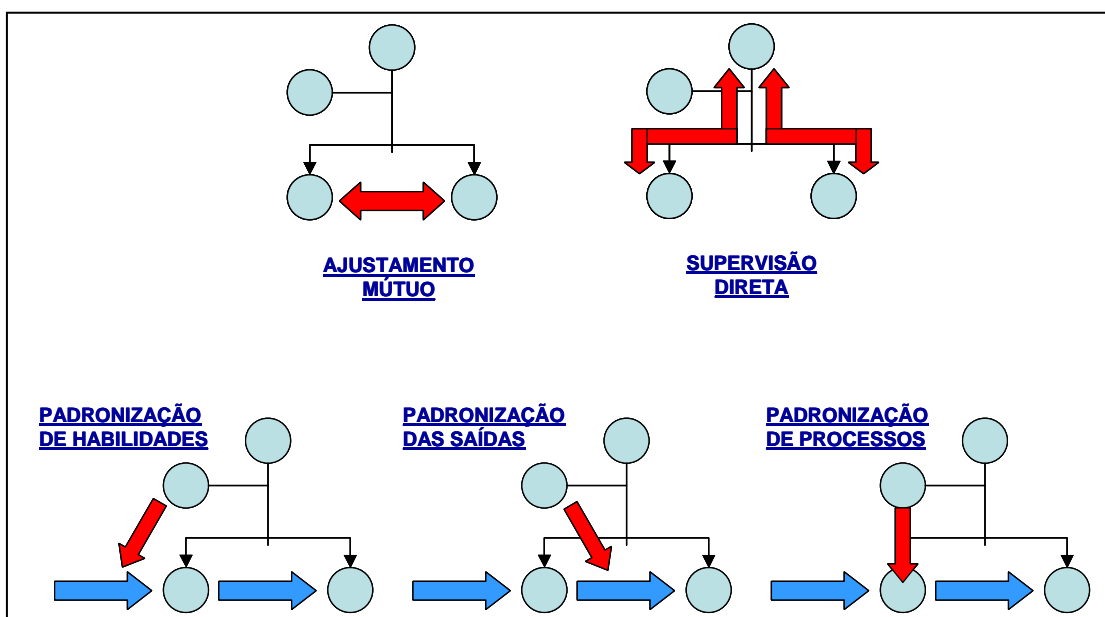 AJUSTAMENTO
MÚTUO
SUPERVISÃO
DIRETA
PADRONIZAÇÃO
DE HABILIDADES
PADRONIZAÇÃO
DAS SAÍDAS
PADRONIZAÇÃO
DE PROCESSOS